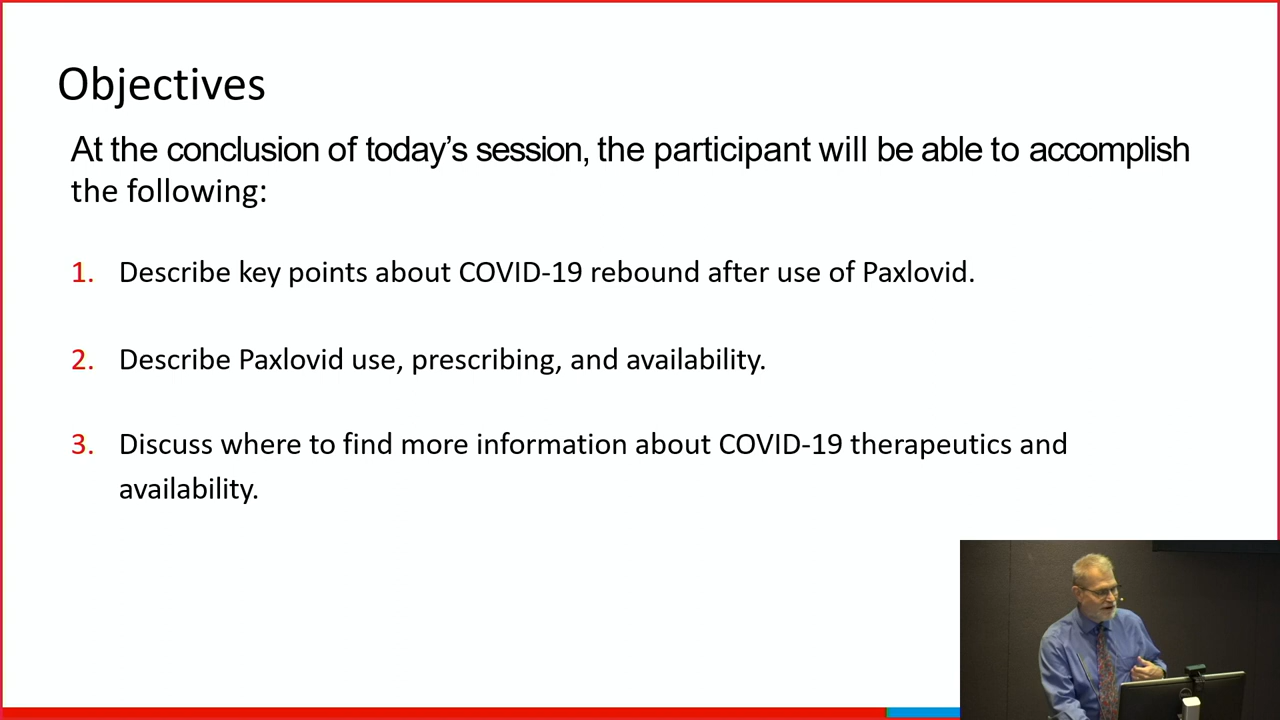 Objectives
At the conclusion of today’s session, the participant will be able to accomplish
the following:
1. Describe key points about COVID-19 rebound after use of Paxlovid.
2. Describe Paxlovid use, prescribing, and availability.
3. Discuss where to find more information about COVID-19 therapeutics and
availability.